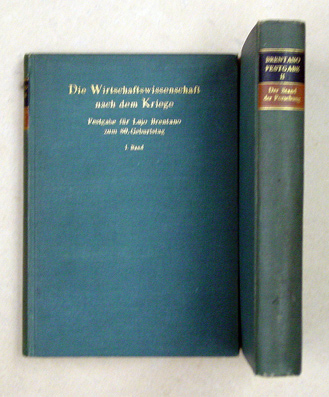 Die Wirtschaftswissenschaft
nach dem Kriege
Festgabe für Lujo Brentano
zum 80. Geburtstag
I. Band
BRENTANO
FESTGABE
II
Der Stand
der Forschung